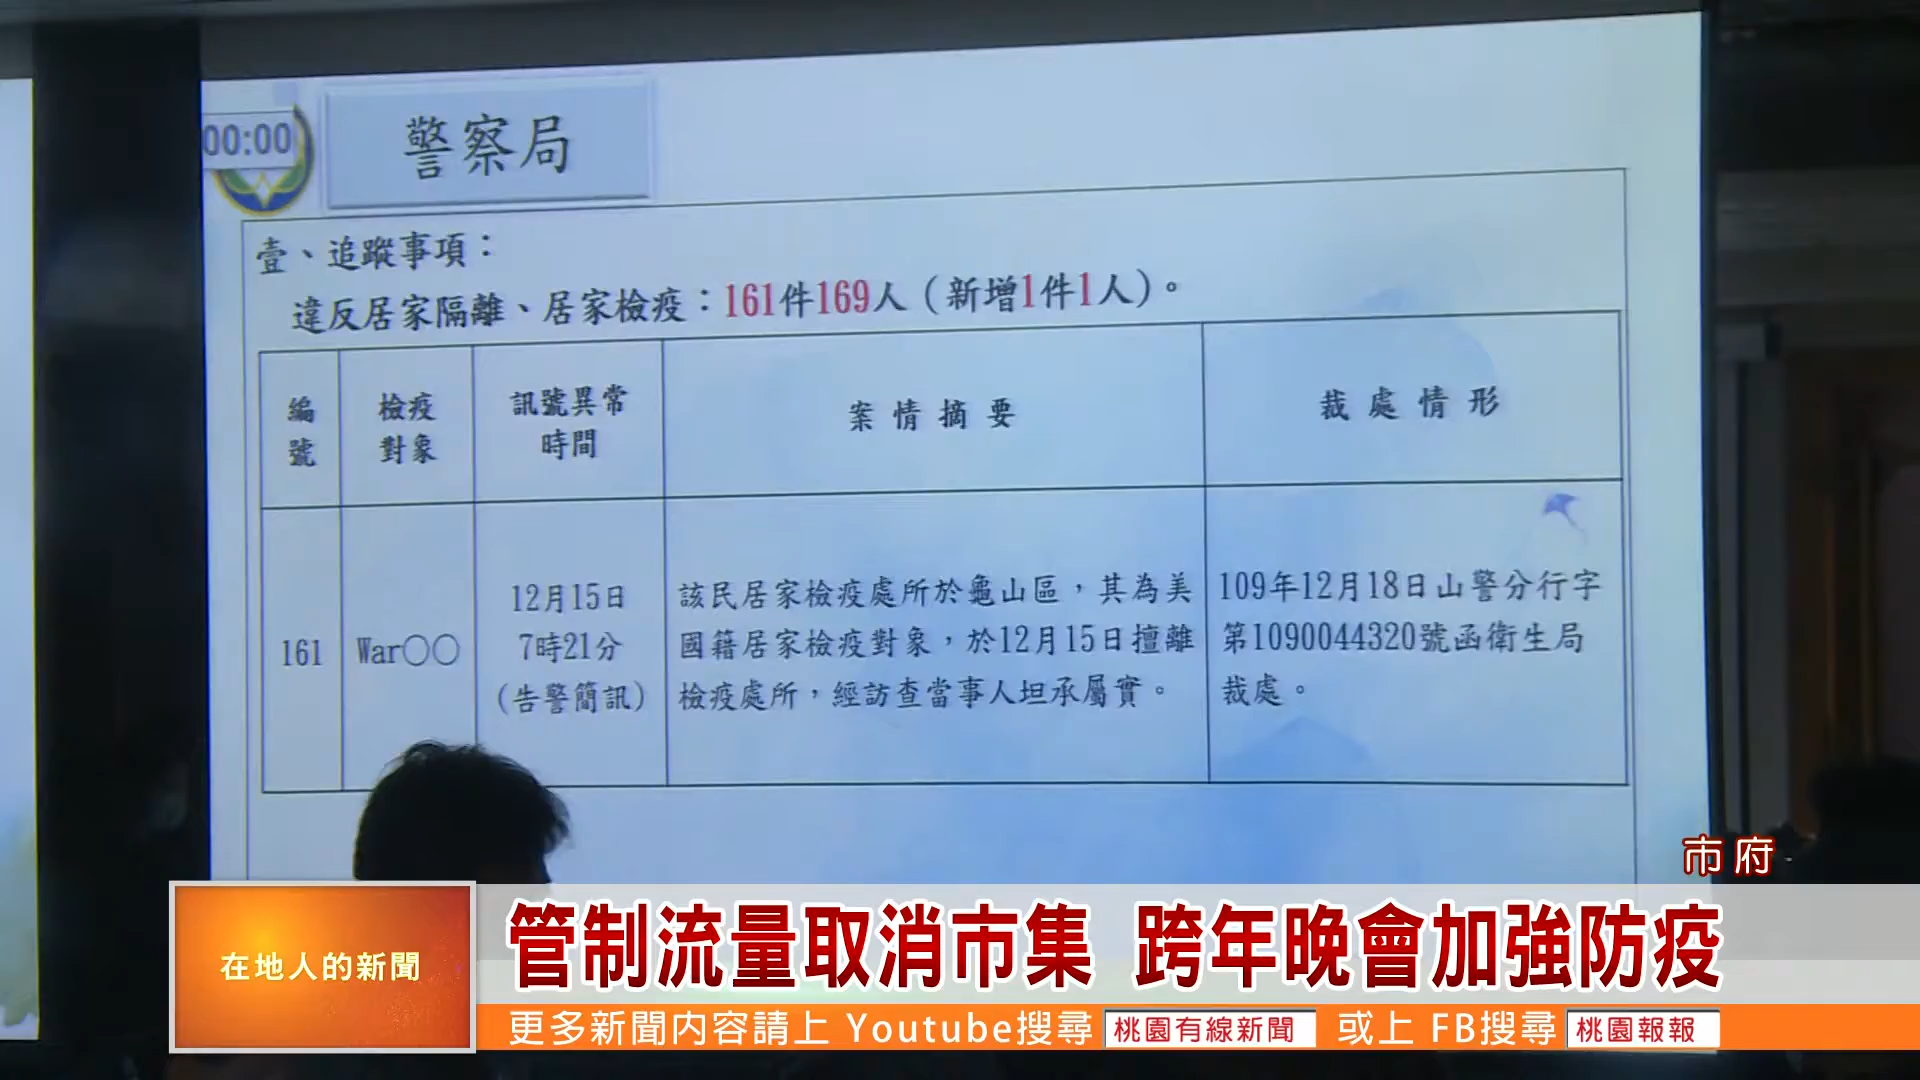 00:00
警察局
壹、追蹤事項：
違反居家隔離、居家檢疫：161件169人（新增1件1人）。
編號
檢疫對象
訊號異常時間
案情摘要
裁處情形
161
War○○
12月15日
7時21分
（告警簡訊）
該民居家檢疫處所於龜山區，其為美
國籍居家檢疫對象，於12月15日擅離
檢疫處所，經訪查當事人坦承屬實。
109年12月18日山警分行字
第1090044320號函衛生局
裁處。
市府
在地人的新聞
管制流量取消市集 跨年晚會加強防疫
更多新聞內容請上 Youtube搜尋 桃園有線新聞 或上 FB搜尋 桃園報報